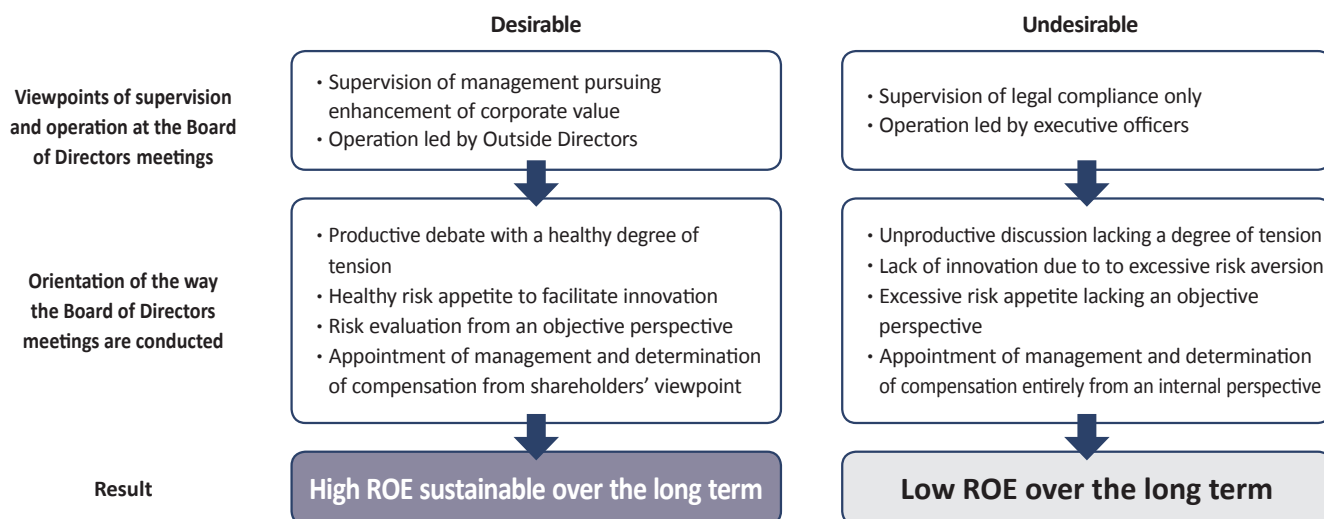 Desirable
Undesirable
Viewpoints of supervision
and operation at the Board
of Directors meetings
・Supervision of management pursuing
enhancement of corporate value
・Operation led by Outside Directors
・Supervision of legal compliance only
・Operation led by executive officers
Orientation of the way
the Board of Directors
meetings are conducted
・Productive debate with a healthy degree of
tension
・Healthy risk appetite to facilitate innovation
・Risk evaluation from an objective perspective
・Appointment of management and determination
of compensation from shareholders’ viewpoint
・Unproductive discussion lacking a degree of tension
・Lack of innovation due to to excessive risk aversion
・Excessive risk appetite lacking an objective
perspective
・Appointment of management and determination
of compensation entirely from an internal perspective
Result
High ROE sustainable over the long term
Low ROE over the long term